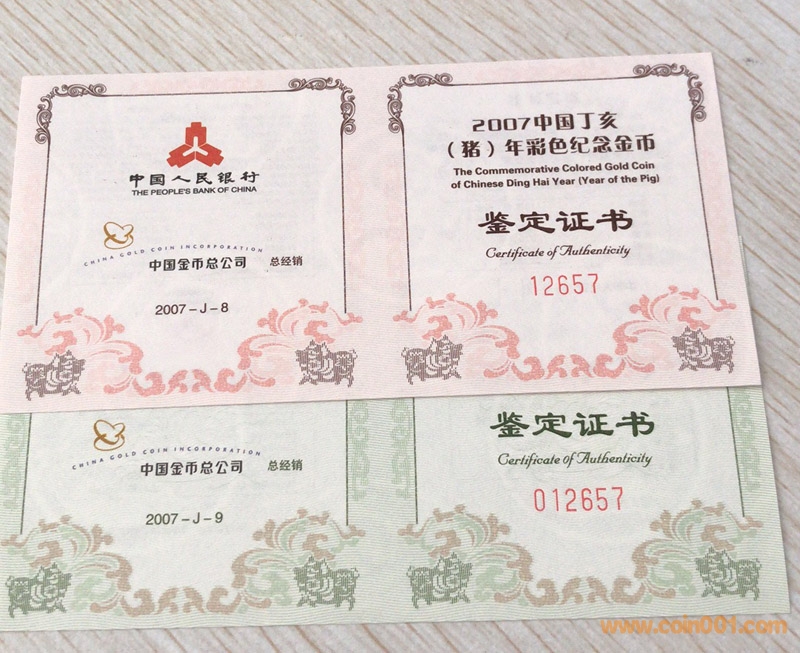 中国人民银行
THE PEOPLE'S BANK OF CHINA
CHINA GOLD COIN INCORPORATION
中国金币总公司 总经销
2007-J-8
2007中国丁亥
（猪）年彩色纪念金币
The Commemorative Colored Gold Coin
of Chinese Ding Hai Year (Year of the Pig)
鉴定证书
Certificate of Authenticity
12657
CHINA GOLD COIN INCORPORATION
中国金币总公司 总经销
2007-J-9
鉴定证书
Certificate of Authenticity
012657
www.coin001.com